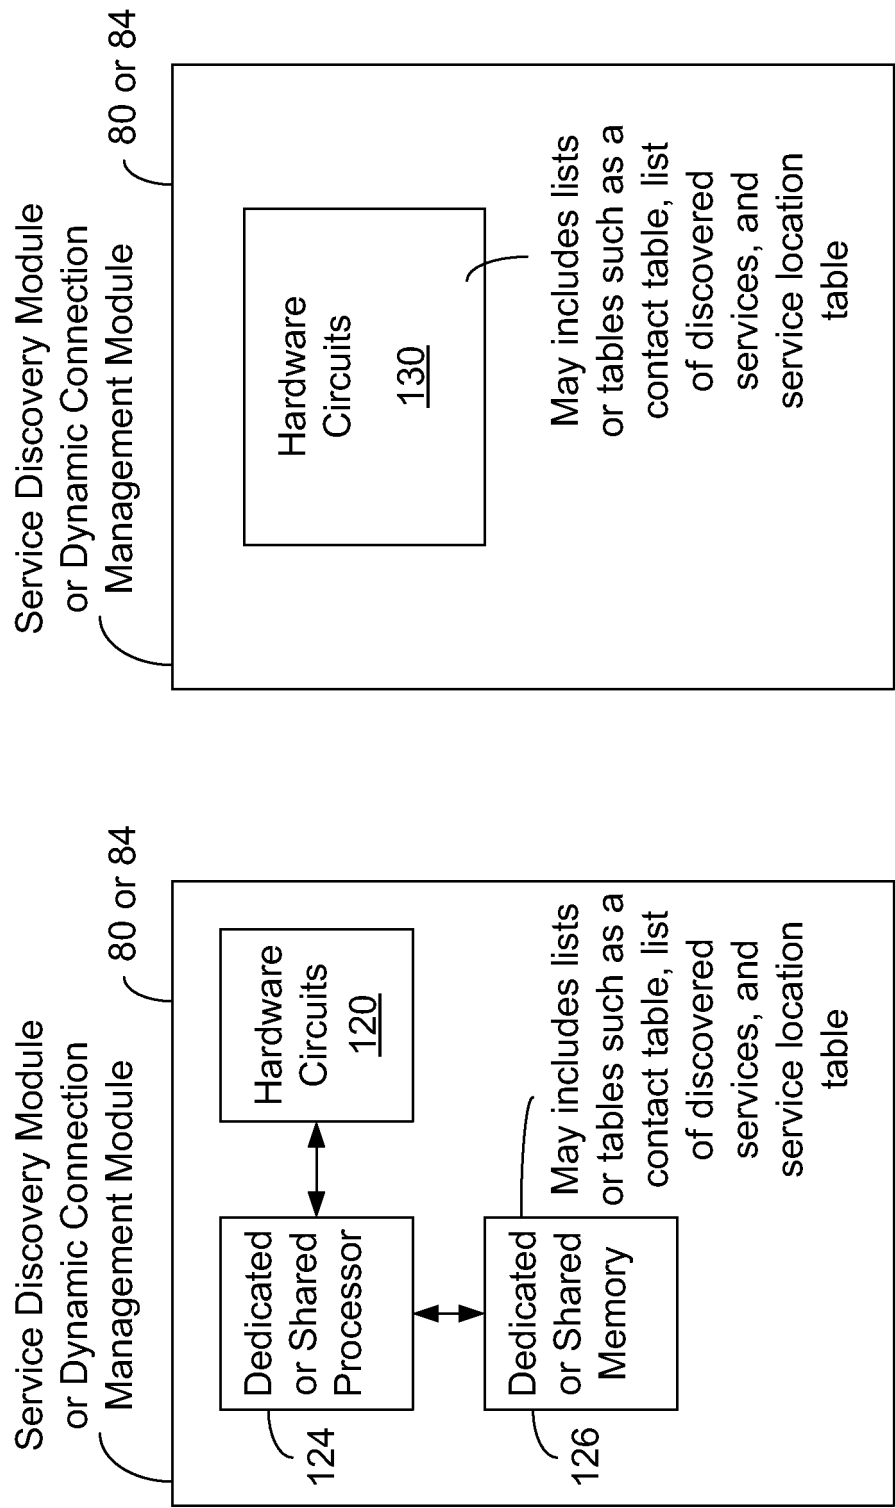 Service Discovery Module
or Dynamic Connection
Management Module
80 or 84
Dedicated
or Shared
Processor
124
Hardware
Circuits
120
Dedicated
or Shared
Memory
126
May includes lists
or tables such as a
contact table, list
of discovered
services, and
service location
table
Service Discovery Module
or Dynamic Connection
Management Module
80 or 84
Hardware
Circuits
130
May includes lists
or tables such as a
contact table, list
of discovered
services, and
service location
table